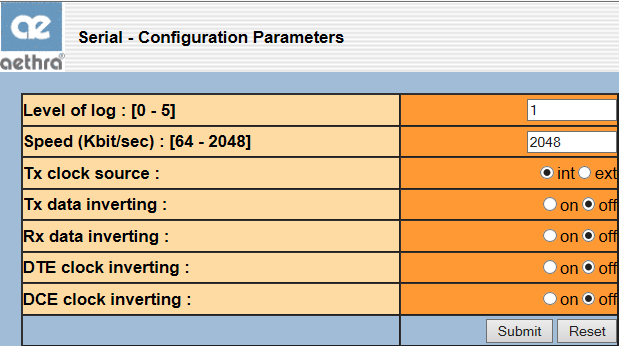 ae
aethra®
Serial - Configuration Parameters
Level of log : [0 - 5] 1
Speed (Kbit/sec) : [64 - 2048] 2048
Tx clock source : int ext
Tx data inverting : on off
Rx data inverting : on off
DTE clock inverting : on off
DCE clock inverting : on off
Submit Reset